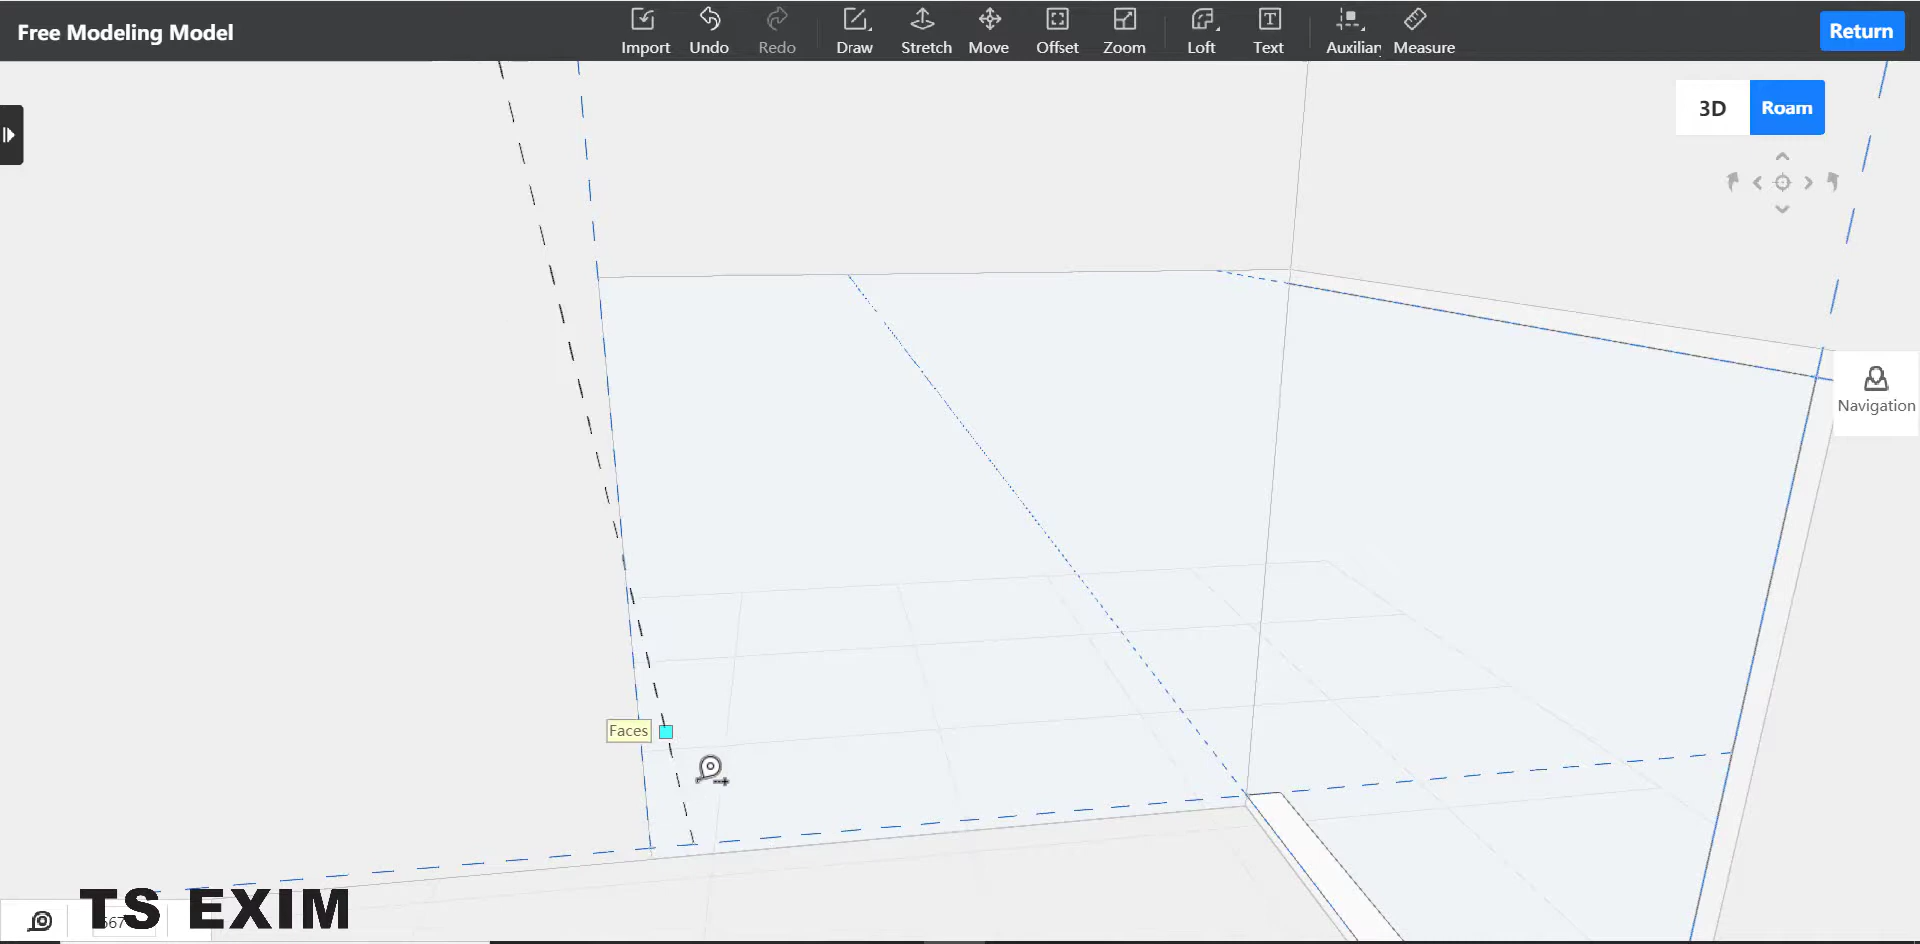 Free Modeling Model
Import Undo Redo Draw Stretch Move Offset Zoom Loft Text Auxiliar Measure
Return
3D Roam
Navigation
Faces
TS EXIM